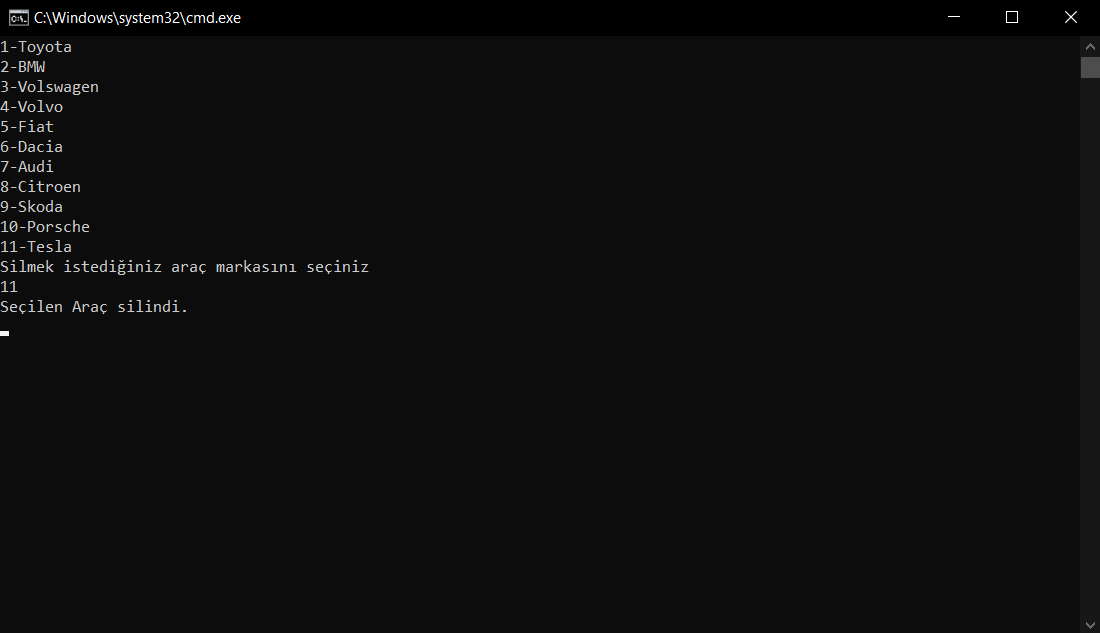 C:\Windows\system32\cmd.exe
1-Toyota
2-BMW
3-Volswagen
4-Volvo
5-Fiat
6-Dacia
7-Audi
8-Citroen
9-Skoda
10-Porsche
11-Tesla
Silmek istediğiniz araç markasını seçiniz
11
Seçilen Araç silindi.